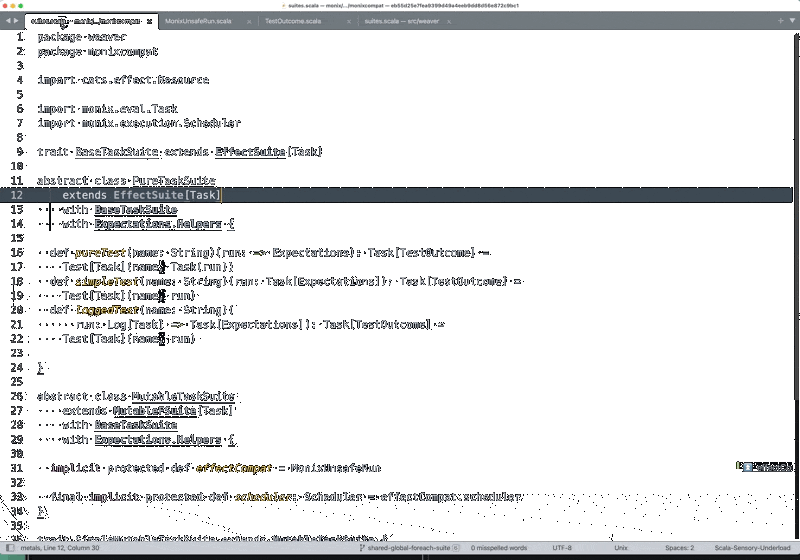 suites.scala — monix/.../monixcompat — eb55d25e7fea9399d49a4eeb9dd8d56e872c9bc1
MonixUnsafeRun.scala TestOutcome.scala suites.scala — src/weaver
1 package weaver
2 package monixcompat
3
4 import cats.effect.Resource
5
6 import monix.eval.Task
7 import monix.execution.Scheduler
8
9 trait BaseTaskSuite extends EffectSuite[Task]
10
11 abstract class PureTaskSuite
12 extends EffectSuite[Task]
13 with BaseTaskSuite
14 with Expectations.Helpers {
15
16 def pureTest(name: String)(run: => Expectations): Task[TestOutcome] =
17 Test[Task](name, Task(run))
18 def simpleTest(name: String)(run: Task[Expectations]): Task[TestOutcome] =
19 Test[Task](name, run)
20 def loggedTest(name: String)(
21 run: Log[Task] => Task[Expectations]): Task[TestOutcome] =
22 Test[Task](name, run)
23
24 }
25
26 abstract class MutableTaskSuite
27 extends MutableFSuite[Task]
28 with BaseTaskSuite
29 with Expectations.Helpers {
30
31 implicit protected def effectCompat = MonixUnsafeRun
32
33 final implicit protected def scheduler: Scheduler = effectCompat.scheduler
34 }
35
metals, Line 12, Column 30 shared-global-foreach-suite 0 misspelled words UTF-8 Unix Spaces: 2 Scala-Sensory-Underload